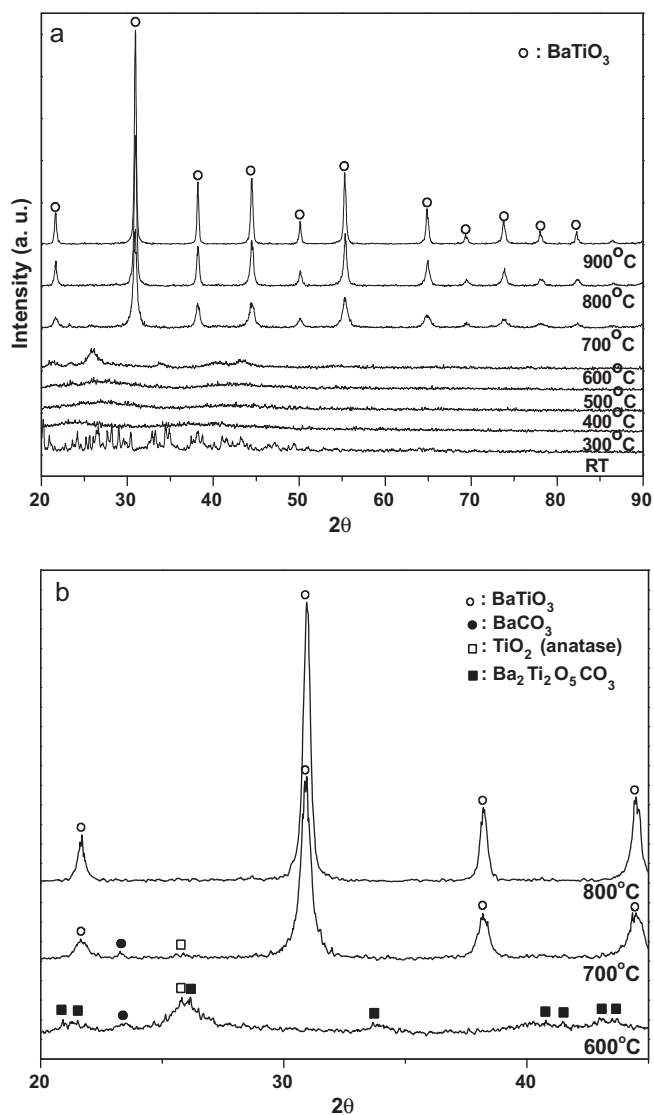 a
: BaTiO₃
Intensity (a. u.)
900°C
800°C
700°C
600°C
500°C
400°C
300°C
RT
20 30 40 50 60 70 80 90
2θ
b
: BaTiO₃
: BaCO₃
: TiO₂ (anatase)
: Ba₂Ti₂O₅CO₃
800°C
700°C
600°C
20 30 40
2θ